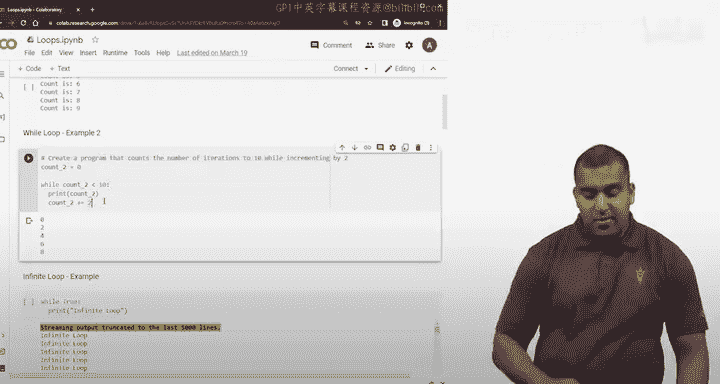 GPT中英字幕课程资源@bilibili.com
Loops.ipynb - Colaboratory
Incognito (2)
Loops.ipynb
Comment
Share
A
File Edit View Insert Runtime Tools Help Last edited on March 19
+ Code + Text
Connect
Editing
Count is: 6
Count is: 7
Count is: 8
Count is: 9
While Loop - Example 2
# Create a program that counts the number of iterations to 10 while incrementing by 2
count_2 = 0
while count_2 < 10:
print(count_2)
count_2 += 2
0
2
4
6
8
Infinite Loop - Example
while True:
print("Infinite Loop")
Streaming output truncated to the last 5000 lines.
Infinite Loop
Infinite Loop
Infinite Loop
Infinite Loop
Infinite Loop